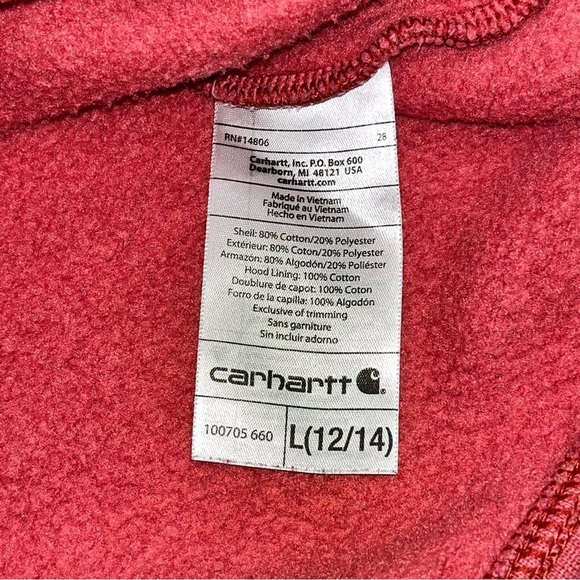 RN#14806 28
Carhartt, Inc. P.O. Box 600
Dearborn, MI 48121 USA
carhartt.com
Made in Vietnam
Fabriqué au Vietnam
Hecho en Vietnam
Shell: 80% Cotton/20% Polyester
Extérieur: 80% Coton/20% Polyester
Armazón: 80% Algodón/20% Poliéster
Hood Lining: 100% Cotton
Doublure de capot: 100% Coton
Forro de la capilla: 100% Algodón
Exclusive of trimming
Sans garniture
Sin incluir adorno
carhartt
100705 660 L(12/14)